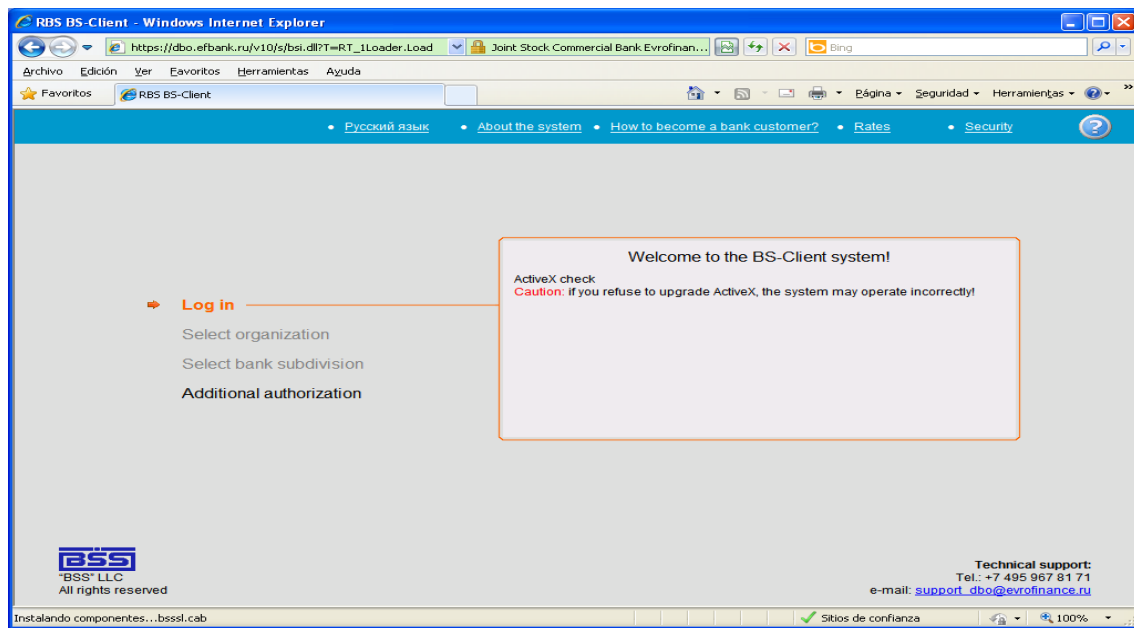 RBS BS-Client - Windows Internet Explorer
https://dbo.efbank.ru/v10/s/bsi.dll?T=RT_1Loader.Load Joint Stock Commercial Bank Evrofinan... Bing
Archivo Edición Ver Favoritos Herramientas Ayuda
Favoritos RBS BS-Client Página Seguridad Herramientas »
• Русский язык • About the system • How to become a bank customer? • Rates • Security
Welcome to the BS-Client system!
ActiveX check
Caution: if you refuse to upgrade ActiveX, the system may operate incorrectly!
Log in
Select organization
Select bank subdivision
Additional authorization
BSS
"BSS" LLC
All rights reserved
Technical support:
Tel.: +7 495 967 81 71
e-mail: support_dbo@evrofinance.ru
Instalando componentes...bsssl.cab Sitios de confianza 100%